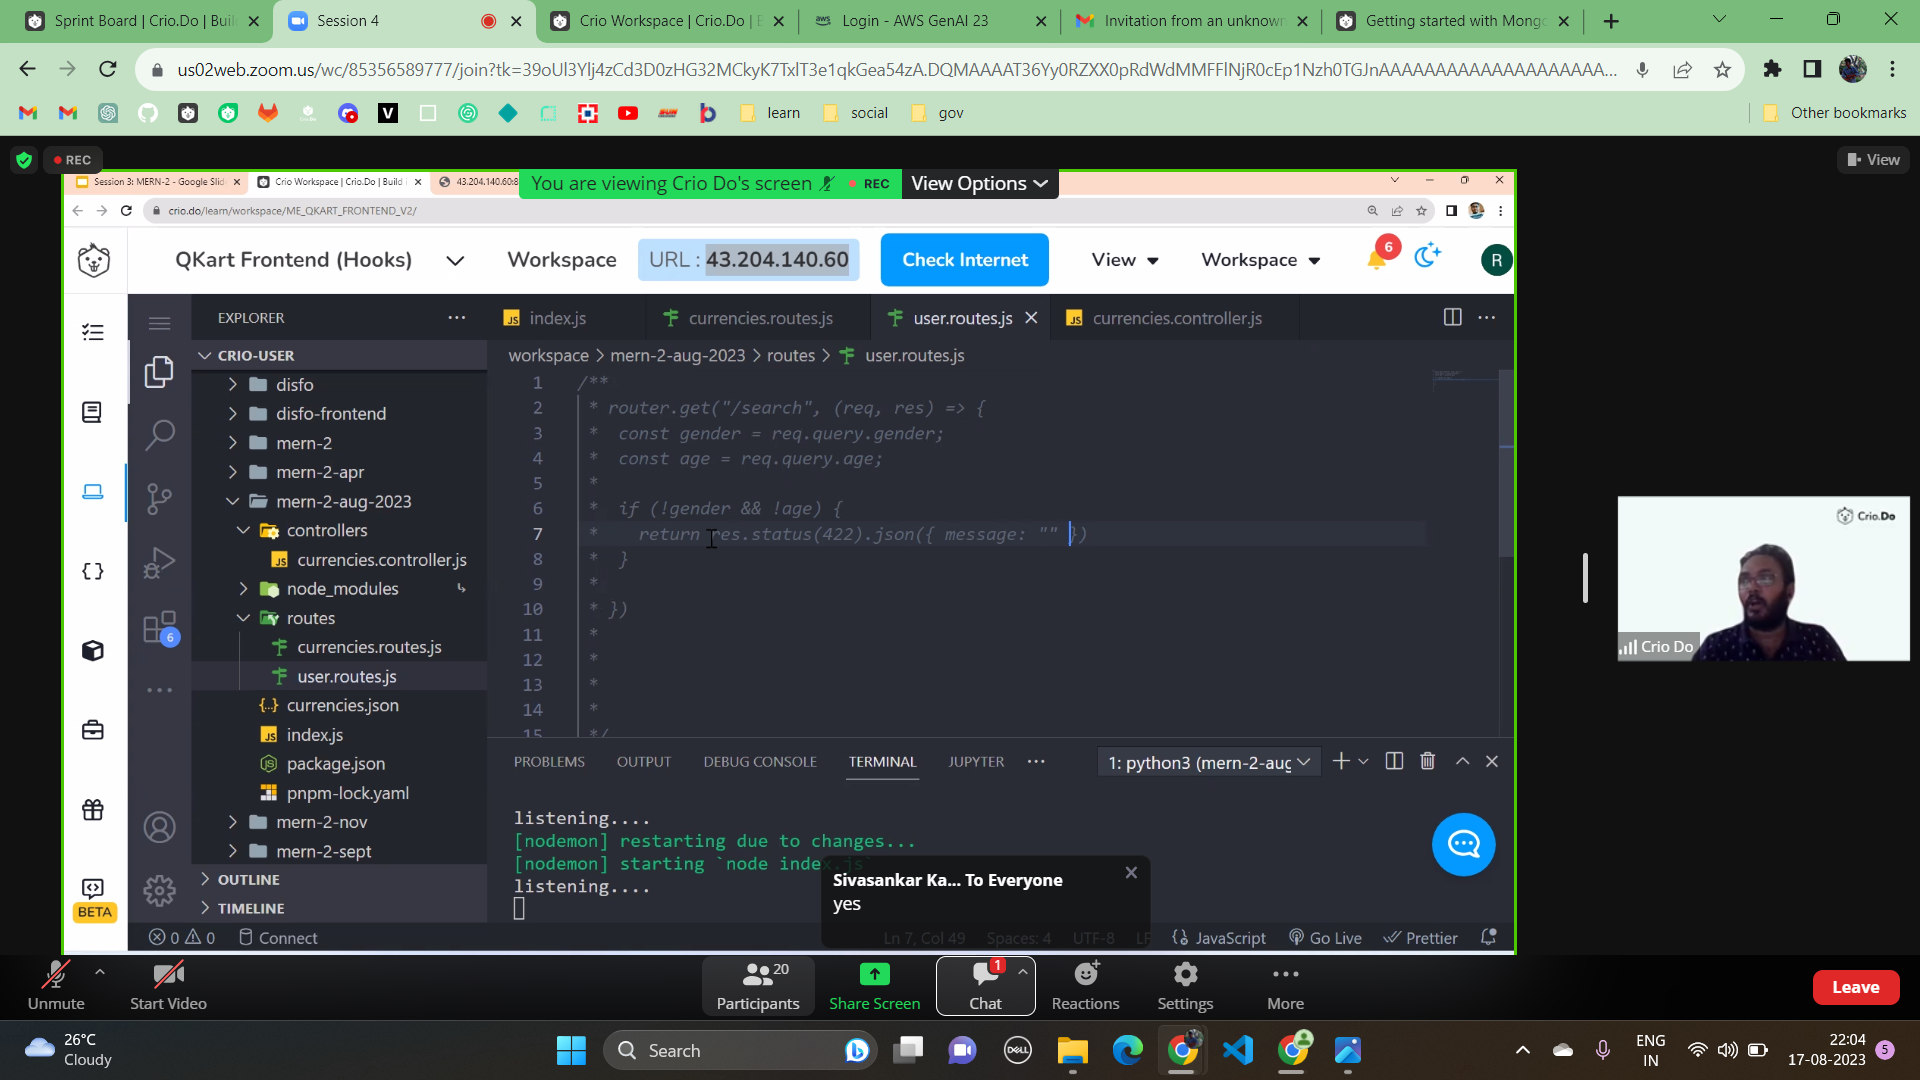 Sprint Board | Crio.Do | Buil
Session 4
Crio Workspace | Crio.Do | B
aws Login - AWS GenAI 23
Invitation from an unknown
Getting started with Mongo
us02web.zoom.us/wc/85356589777/join?tk=39oUl3Ylj4zCd3D0zHG32MCkyK7TxlT3e1qkGea54zA.DQMAAAAT36Yy0RZXX0pRdWdMMFFlNjR0cEp1Nzh0TGJnAAAAAAAAAAAAAAAAAAAAA...
V
learn
social
gov
Other bookmarks
REC
View
Session 3: MERN-2 - Google Slid
Crio Workspace | Crio.Do | Build
43.204.140.60:8
You are viewing Crio Do's screen
REC
View Options
crio.do/learn/workspace/ME_QKART_FRONTEND_V2/
QKart Frontend (Hooks)
Workspace
URL : 43.204.140.60
Check Internet
View
Workspace
6
R
EXPLORER
JS index.js
currencies.routes.js
user.routes.js
JS currencies.controller.js
CRIO-USER
workspace > mern-2-aug-2023 > routes > user.routes.js
disfo
disfo-frontend
mern-2
mern-2-apr
mern-2-aug-2023
controllers
JS currencies.controller.js
node_modules
routes
currencies.routes.js
user.routes.js
{..} currencies.json
JS index.js
package.json
pnpm-lock.yaml
mern-2-nov
mern-2-sept
OUTLINE
TIMELINE
6
BETA
1 /**
2 * router.get("/search", (req, res) => {
3 * const gender = req.query.gender;
4 * const age = req.query.age;
5 *
6 * if (!gender && !age) {
7 * return res.status(422).json({ message: "" })
8 * }
9 *
10 * })
11 *
12 *
13 *
14 *
15 */
PROBLEMS
OUTPUT
DEBUG CONSOLE
TERMINAL
JUPYTER
1: python3 (mern-2-aug
listening....
[nodemon] restarting due to changes...
[nodemon] starting `node index.js`
listening....
Sivasankar Ka... To Everyone
yes
0 0
Connect
Ln 7, Col 49
Spaces: 4
UTF-8
LF
JavaScript
Go Live
Prettier
Crio.Do
Crio Do
Unmute
Start Video
20
Participants
Share Screen
1
Chat
Reactions
Settings
More
Leave
26°C
Cloudy
Search
DELL
ENG
IN
22:04
17-08-2023
5